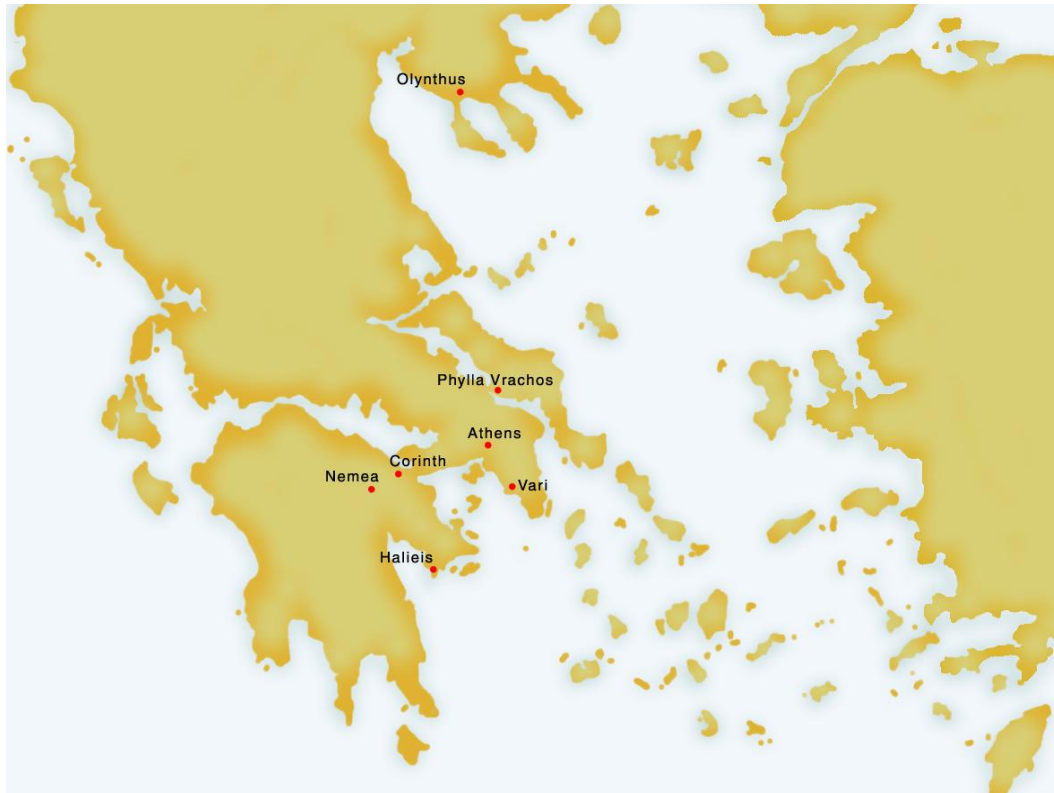 Olynthus
Phylla Vrachos
Athens
Corinth
Nemea
Vari
Halieis